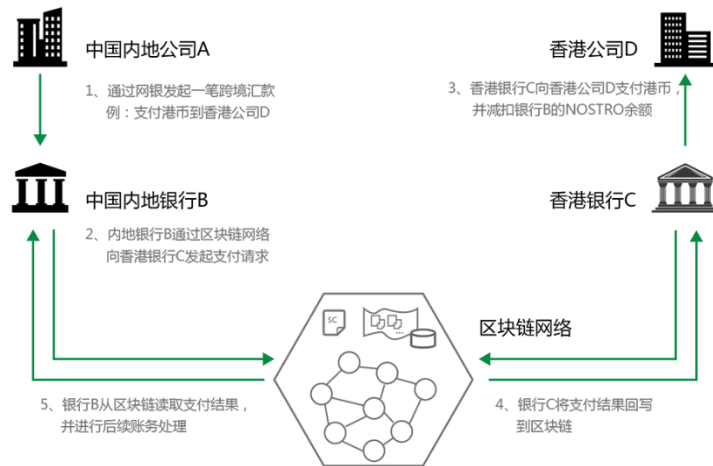 中国内地公司A
1、通过网银发起一笔跨境汇款
例：支付港币到香港公司D
香港公司D
3、香港银行C向香港公司D支付港币，
并减扣银行B的NOSTRO余额
中国内地银行B
2、内地银行B通过区块链网络
向香港银行C发起支付请求
香港银行C
SC
区块链网络
5、银行B从区块链读取支付结果，
并进行后续账务处理
4、银行C将支付结果回写
到区块链